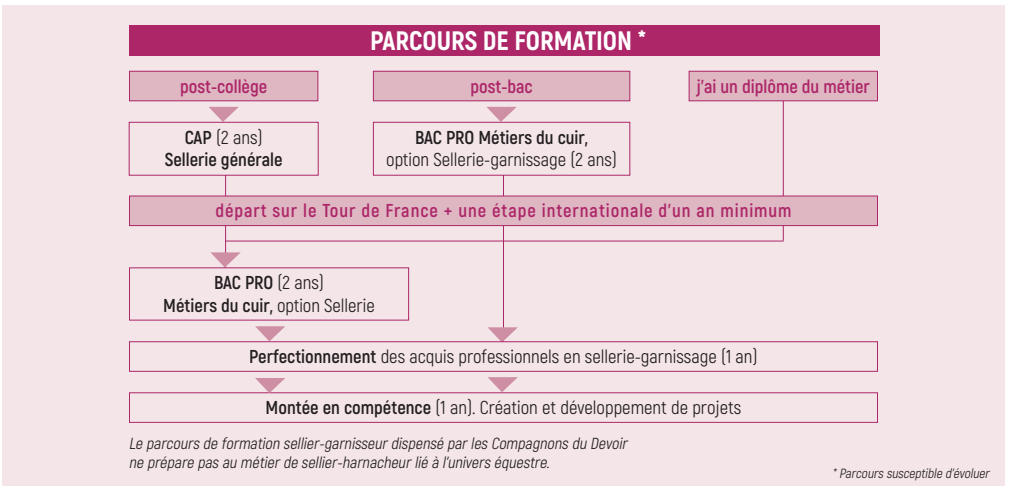 PARCOURS DE FORMATION *
post-collège
post-bac
j'ai un diplôme du métier
CAP (2 ans)
Sellerie générale
BAC PRO Métiers du cuir,
option Sellerie-garnissage (2 ans)
départ sur le Tour de France + une étape internationale d'un an minimum
BAC PRO (2 ans)
Métiers du cuir, option Sellerie
Perfectionnement des acquis professionnels en sellerie-garnissage (1 an)
Montée en compétence (1 an). Création et développement de projets
Le parcours de formation sellier-garnisseur dispensé par les Compagnons du Devoir
ne prépare pas au métier de sellier-harnacheur lié à l'univers équestre.
* Parcours susceptible d'évoluer